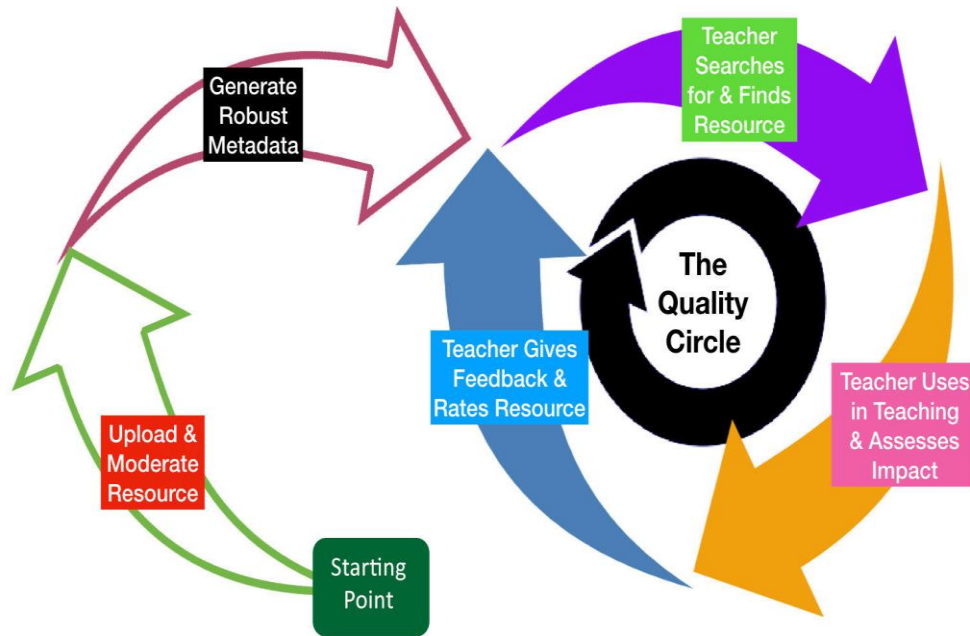 Starting
Point
Upload &
Moderate
Resource
Generate
Robust
Metadata
Teacher
Searches
for & Finds
Resource
Teacher Uses
in Teaching
& Assesses
Impact
Teacher Gives
Feedback &
Rates Resource
The
Quality
Circle